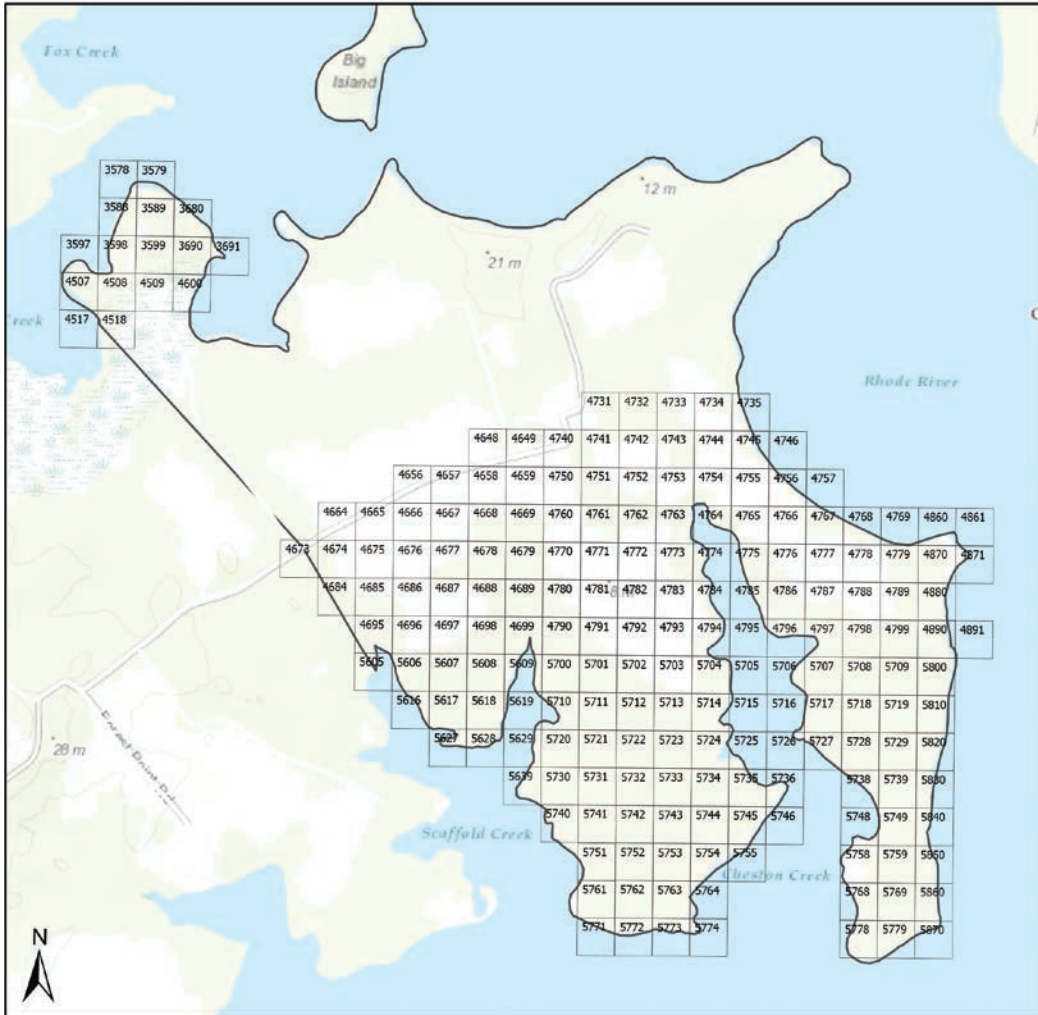 Fox Creek
Big
Island
3578 3579
12 m
3588 3589 3680
3597 3598 3599 3690 3691
21 m
4507 4508 4509 4600
4517 4518
Creek
Rhode River
4731 4732 4733 4734 4735
4648 4649 4740 4741 4742 4743 4744 4745 4746
4656 4657 4658 4659 4750 4751 4752 4753 4754 4755 4756 4757
4664 4665 4666 4667 4668 4669 4760 4761 4762 4763 4764 4765 4766 4767 4768 4769 4860 4861
4673 4674 4675 4676 4677 4678 4679 4770 4771 4772 4773 4774 4775 4776 4777 4778 4779 4870 4871
4684 4685 4686 4687 4688 4689 4780 4781 4782 4783 4784 4785 4786 4787 4788 4789 4880
4695 4696 4697 4698 4699 4790 4791 4792 4793 4794 4795 4796 4797 4798 4799 4890 4891
5605 5606 5607 5608 5609 5700 5701 5702 5703 5704 5705 5706 5707 5708 5709 5800
5616 5617 5618 5619 5710 5711 5712 5713 5714 5715 5716 5717 5718 5719 5810
5627 5628 5629 5720 5721 5722 5723 5724 5725 5726 5727 5728 5729 5820
28 m
5639 5730 5731 5732 5733 5734 5735 5736 5738 5739 5830
5740 5741 5742 5743 5744 5745 5746 5748 5749 5840
Scaffold Creek
5751 5752 5753 5754 5755 5758 5759 5850
Cheston Creek
5761 5762 5763 5764 5768 5769 5860
5771 5772 5773 5774 5778 5779 5870
N